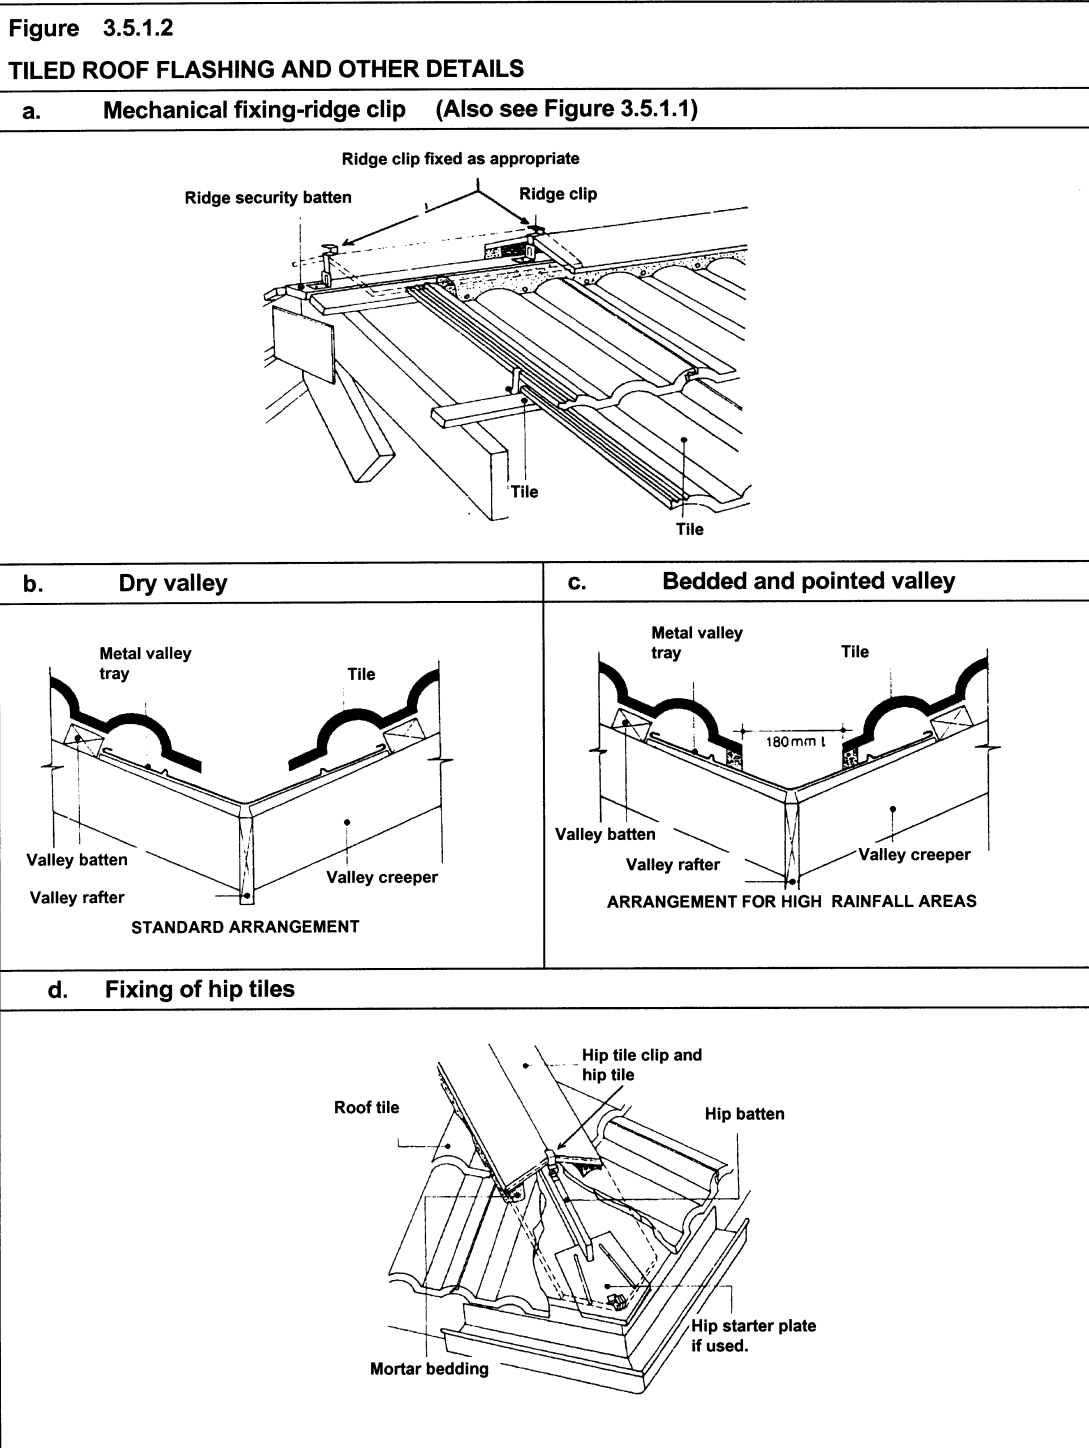 Figure 3.5.1.2
TILED ROOF FLASHING AND OTHER DETAILS
a. Mechanical fixing-ridge clip (Also see Figure 3.5.1.1)
Ridge clip fixed as appropriate
Ridge security batten
Ridge clip
Tile
Tile
b. Dry valley
Metal valley
tray
Tile
Valley batten
Valley creeper
Valley rafter
STANDARD ARRANGEMENT
c. Bedded and pointed valley
Metal valley
tray
Tile
180mm t
Valley batten
Valley rafter
Valley creeper
ARRANGEMENT FOR HIGH RAINFALL AREAS
d. Fixing of hip tiles
Hip tile clip and
hip tile
Roof tile
Hip batten
Hip starter plate
if used.
Mortar bedding